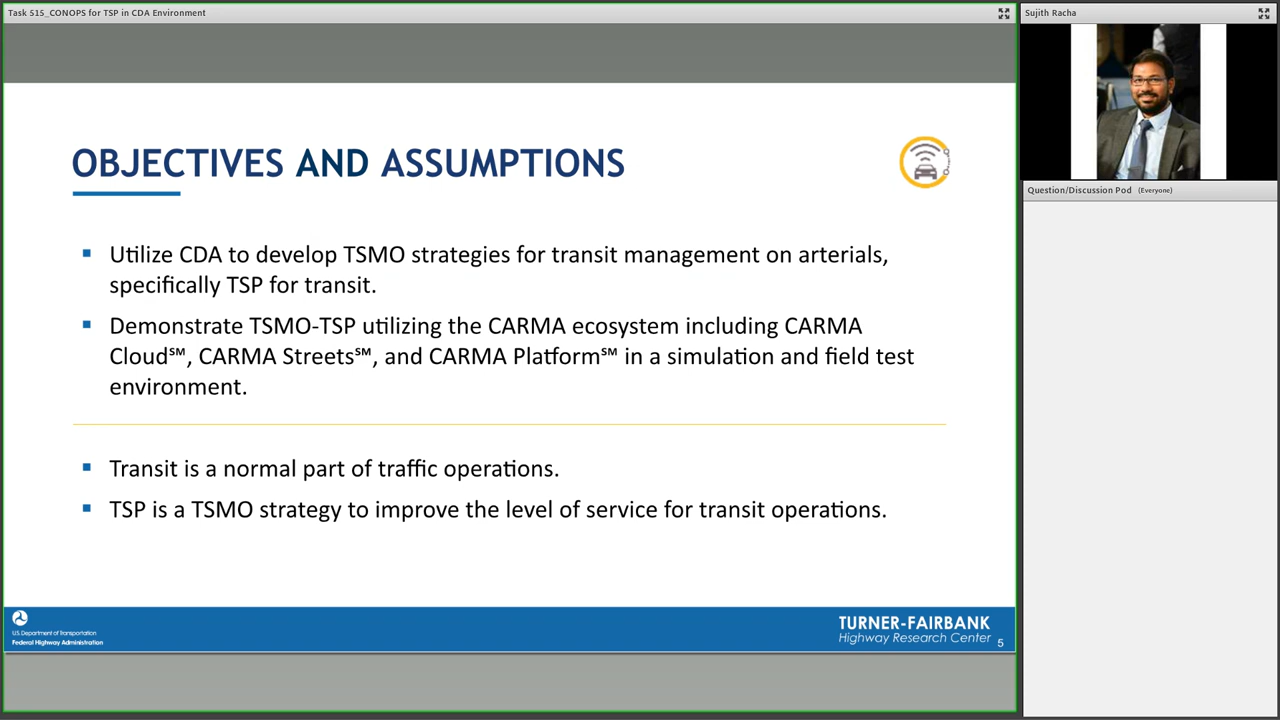 Task 515_CONOPS for TSP in CDA Environment
Sujith Racha
Question/Discussion Pod (Everyone)
OBJECTIVES AND ASSUMPTIONS
▪ Utilize CDA to develop TSMO strategies for transit management on arterials,
specifically TSP for transit.
▪ Demonstrate TSMO-TSP utilizing the CARMA ecosystem including CARMA
Cloud℠, CARMA Streets℠, and CARMA Platform℠ in a simulation and field test
environment.
▪ Transit is a normal part of traffic operations.
▪ TSP is a TSMO strategy to improve the level of service for transit operations.
U.S. Department of Transportation
Federal Highway Administration
TURNER-FAIRBANK
Highway Research Center
5